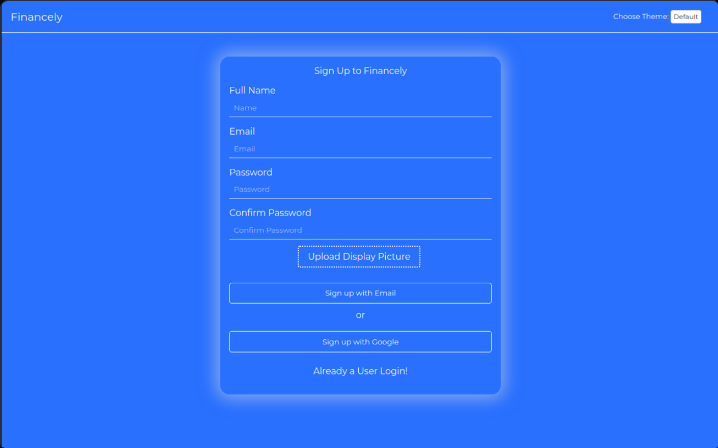 Financely
Choose Theme: Default
Sign Up to Financely
Full Name
Name
Email
Email
Password
Password
Confirm Password
Confirm Password
Upload Display Picture
Sign up with Email
or
Sign up with Google
Already a User Login!